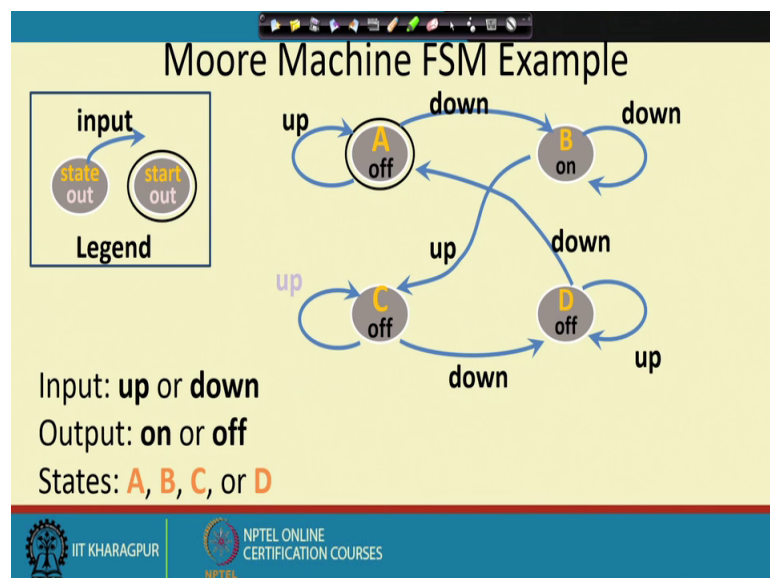 Moore Machine FSM Example
input
state
out
start
out
Legend
up
down
down
A
off
B
on
up
down
up
C
off
D
off
down
up
Input: up or down
Output: on or off
States: A, B, C, or D
IIT KHARAGPUR
NPTEL ONLINE
CERTIFICATION COURSES
NPTEL